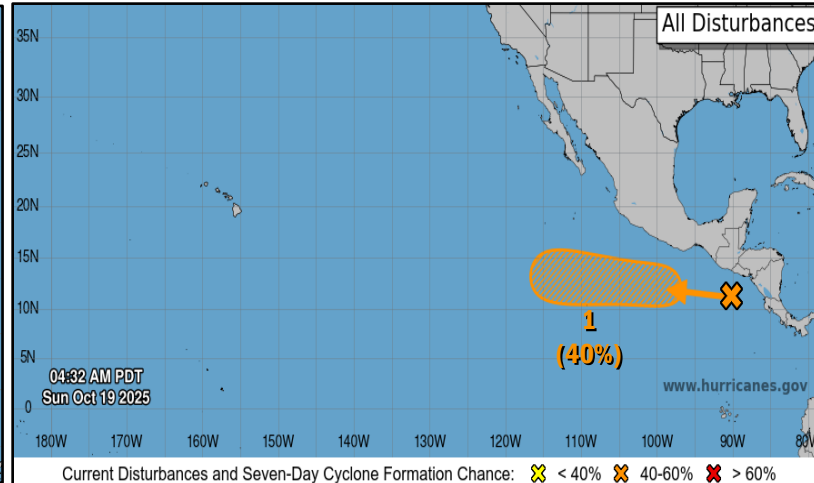 All Disturbances
35N
30N
25N
20N
15N
10N
5N
0
1
(40%)
04:32 AM PDT
Sun Oct 19 2025
www.hurricanes.gov
180W 170W 160W 150W 140W 130W 120W 110W 100W 90W 80W
Current Disturbances and Seven-Day Cyclone Formation Chance: < 40% 40-60% > 60%